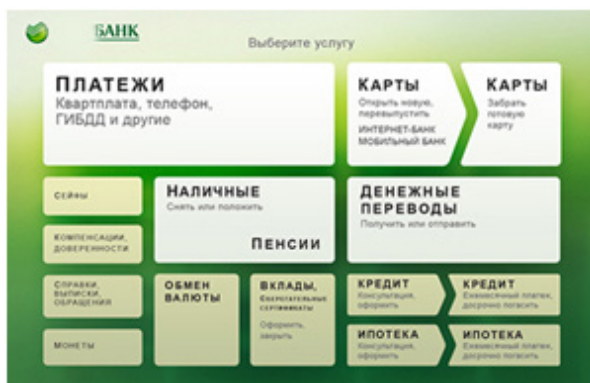 БАНК
Выберите услугу
ПЛАТЕЖИ
Квартплата, телефон,
ГИБДД и другие
КАРТЫ
Открыть новую,
перевыпустить
ИНТЕРНЕТ-БАНК
МОБИЛЬНЫЙ БАНК
КАРТЫ
Забрать
готовую
карту
СЕЙФЫ
КОМПЕНСАЦИИ,
ДОВЕРЕННОСТИ
НАЛИЧНЫЕ
Снять или положить
ПЕНСИИ
ДЕНЕЖНЫЕ
ПЕРЕВОДЫ
Получить или отправить
СПРАВКИ,
ВЫПИСКИ,
ОБРАЩЕНИЯ
МОНЕТЫ
ОБМЕН
ВАЛЮТЫ
ВКЛАДЫ,
СБЕРЕГАТЕЛЬНЫЕ
СЕРТИФИКАТЫ
Оформить,
закрыть
КРЕДИТ
Консультация,
оформить
КРЕДИТ
Ежемесячный платеж,
досрочно погасить
ИПОТЕКА
Консультация,
оформить
ИПОТЕКА
Ежемесячный платеж,
досрочно погасить